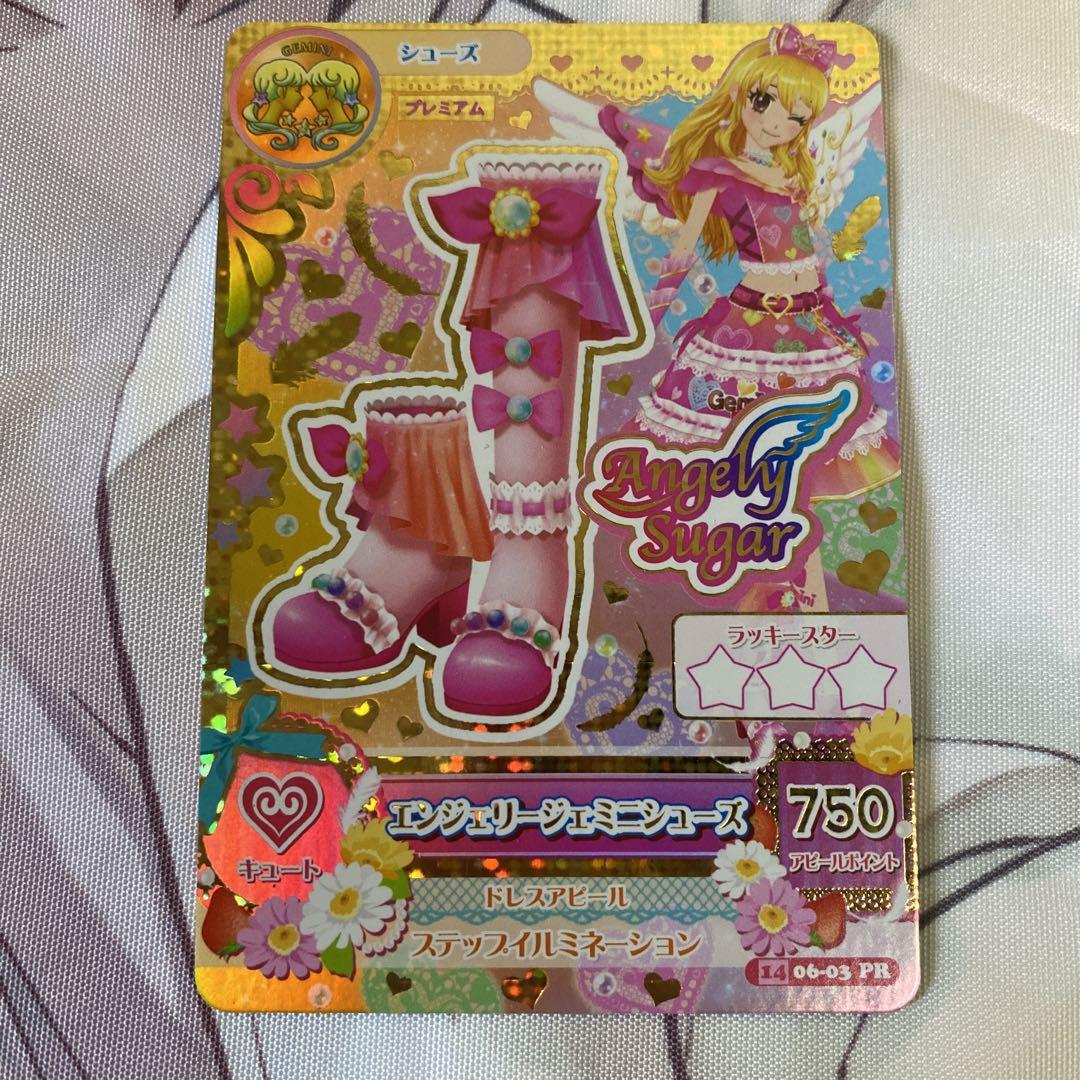 GEMINI
シューズ
プレミアム
Gemi
Angely
Sugar
mini
ラッキースター
キュート
エンジェリージェミニシューズ
750
アピールポイント
ドレスアピール
ステップイルミネーション
14 06-03 PR